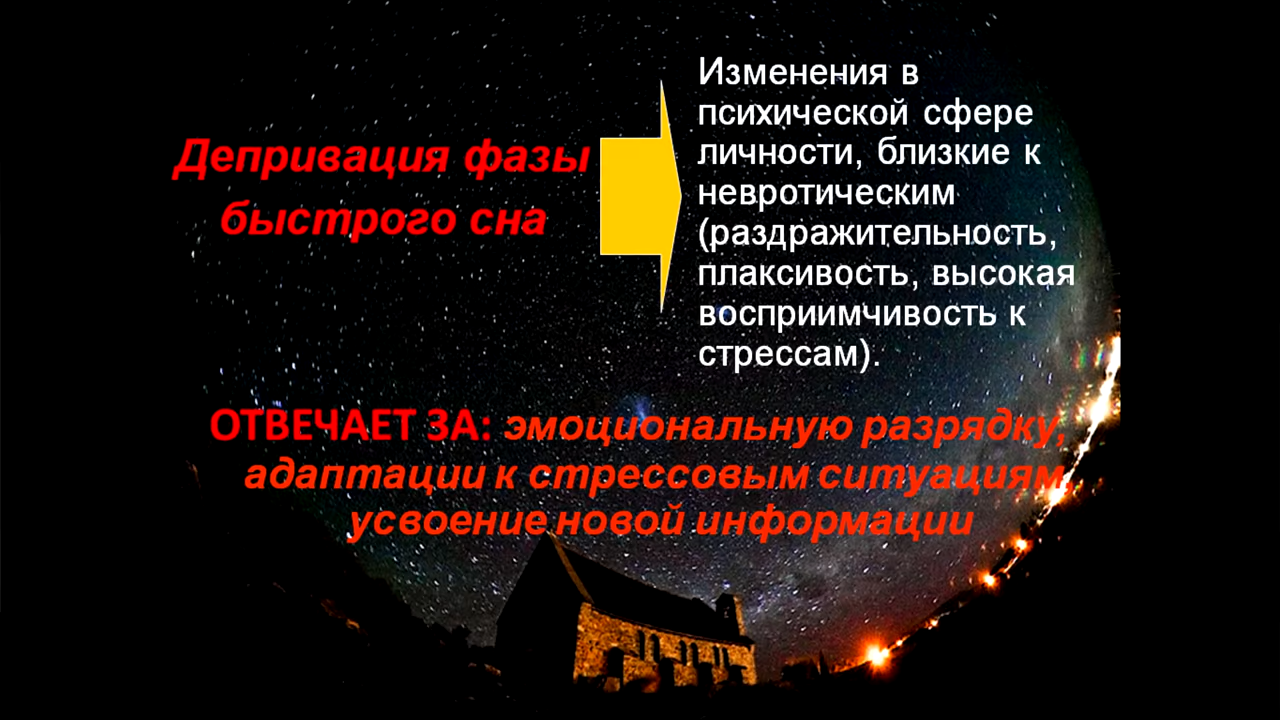 Депривация фазы
быстрого сна
Изменения в
психической сфере
личности, близкие к
невротическим
(раздражительность,
плаксивость, высокая
восприимчивость к
стрессам).
ОТВЕЧАЕТ ЗА: эмоциональную разрядку,
адаптации к стрессовым ситуациям,
усвоение новой информации